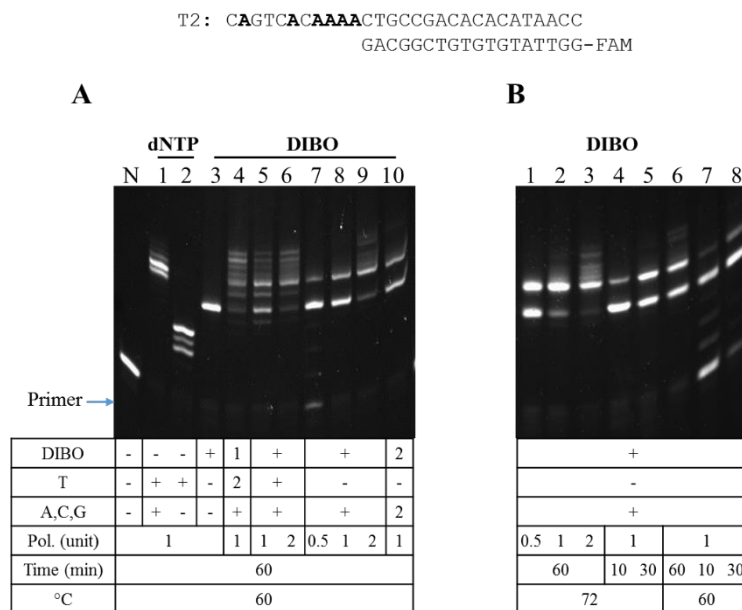 T2: CAGTCACAAAACTGCCGACACACATAACC
GACGGCTGTGTGTATTGG-FAM
A B
dNTP DIBO DIBO
N 1 2 3 4 5 6 7 8 9 10 1 2 3 4 5 6 7 8
Primer
DIBO - - - + 1 + + 2 +
T - + + - 2 + - - -
A,C,G - + - - + + + 2 +
Pol. (unit) 1 1 1 2 0.5 1 2 1 0.5 1 2 1 1
Time (min) 60 60 10 30 60 10 30
°C 60 72 60